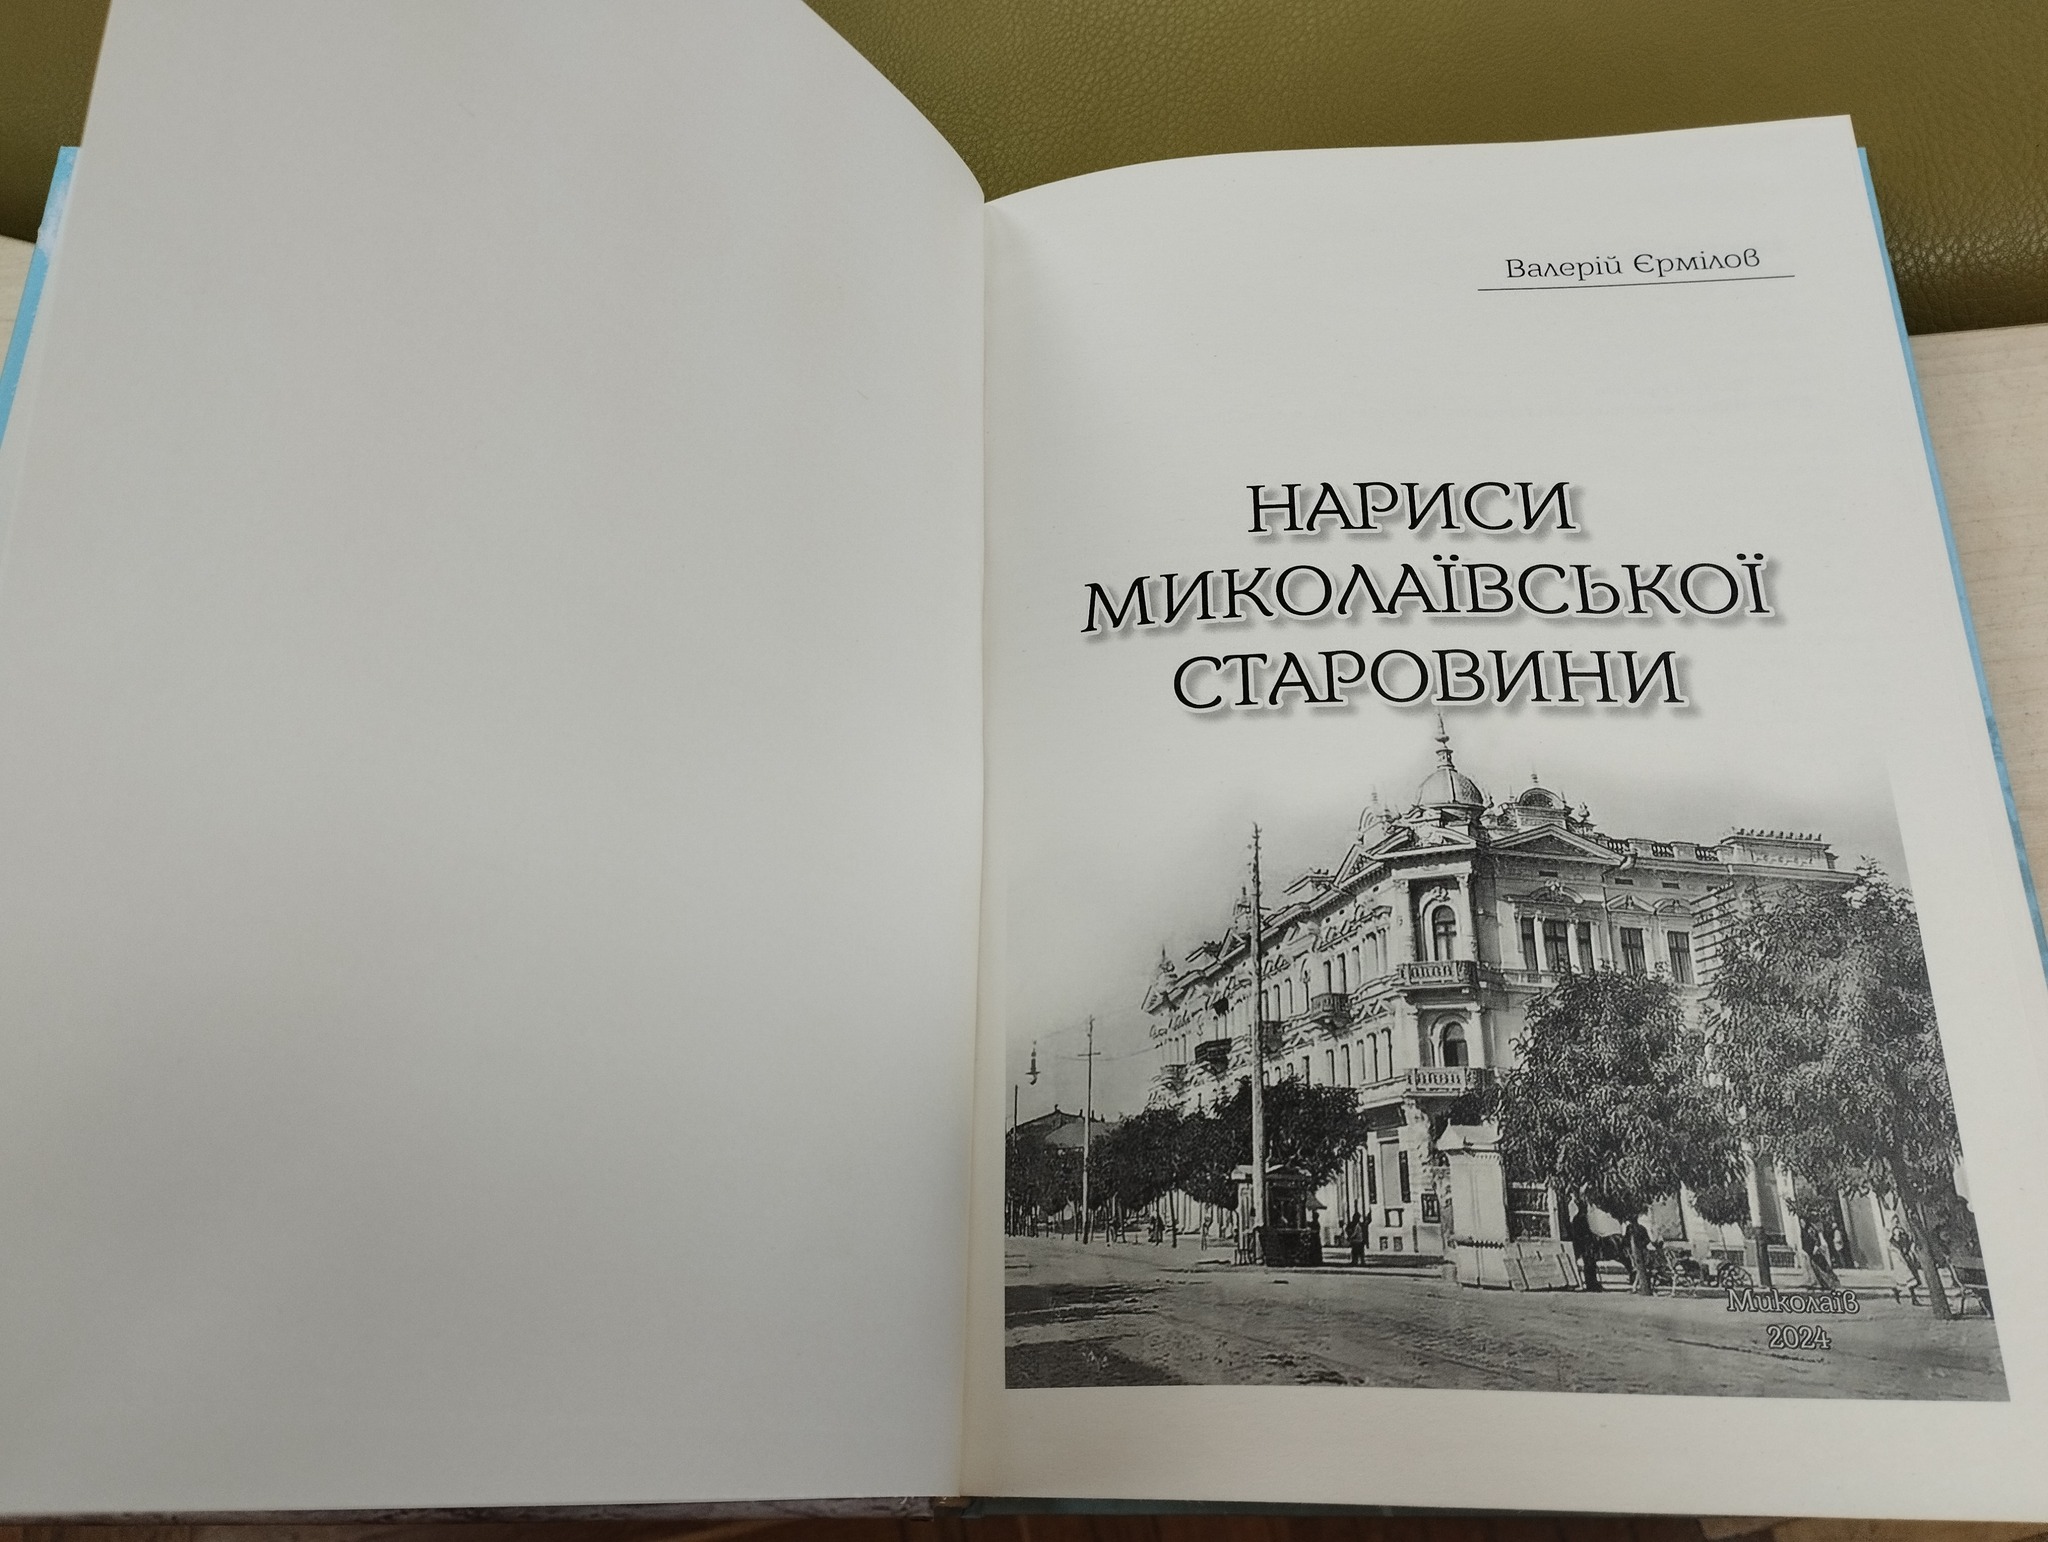 Валерій Єрмілов
НАРИСИ
МИКОЛАЇВСЬКОЇ
СТАРОВИНИ
Миколаїв
2024